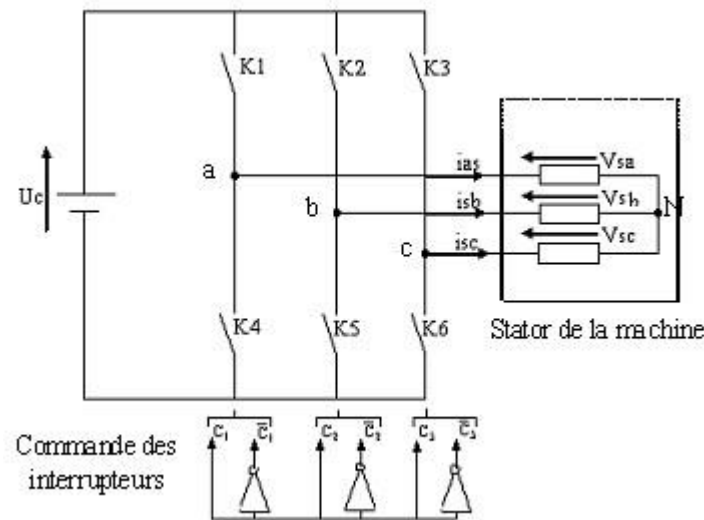 K1
K2
K3
a
ias
Vsa
Uc
b
isb
Vsb
N
c
isc
Vsc
K4
K5
K6
Stator de la machine
C1
C̅1
C2
C̅2
C3
C̅3
Commande des
interrupteurs